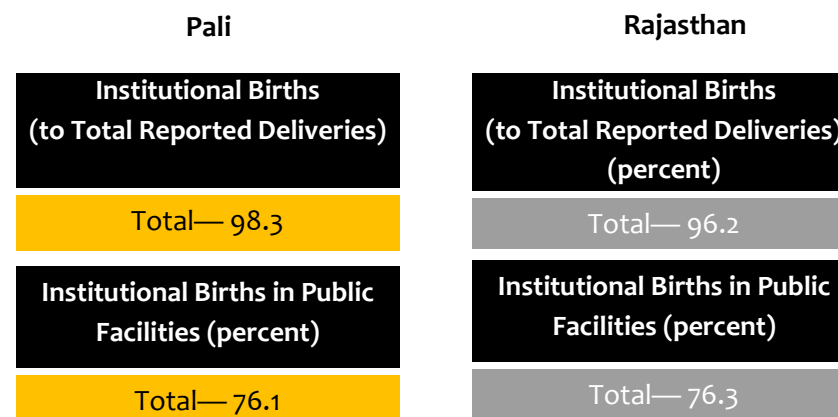 Pali
Institutional Births
(to Total Reported Deliveries)
Total— 98.3
Institutional Births in Public
Facilities (percent)
Total— 76.1
Rajasthan
Institutional Births
(to Total Reported Deliveries)
(percent)
Total— 96.2
Institutional Births in Public
Facilities (percent)
Total— 76.3